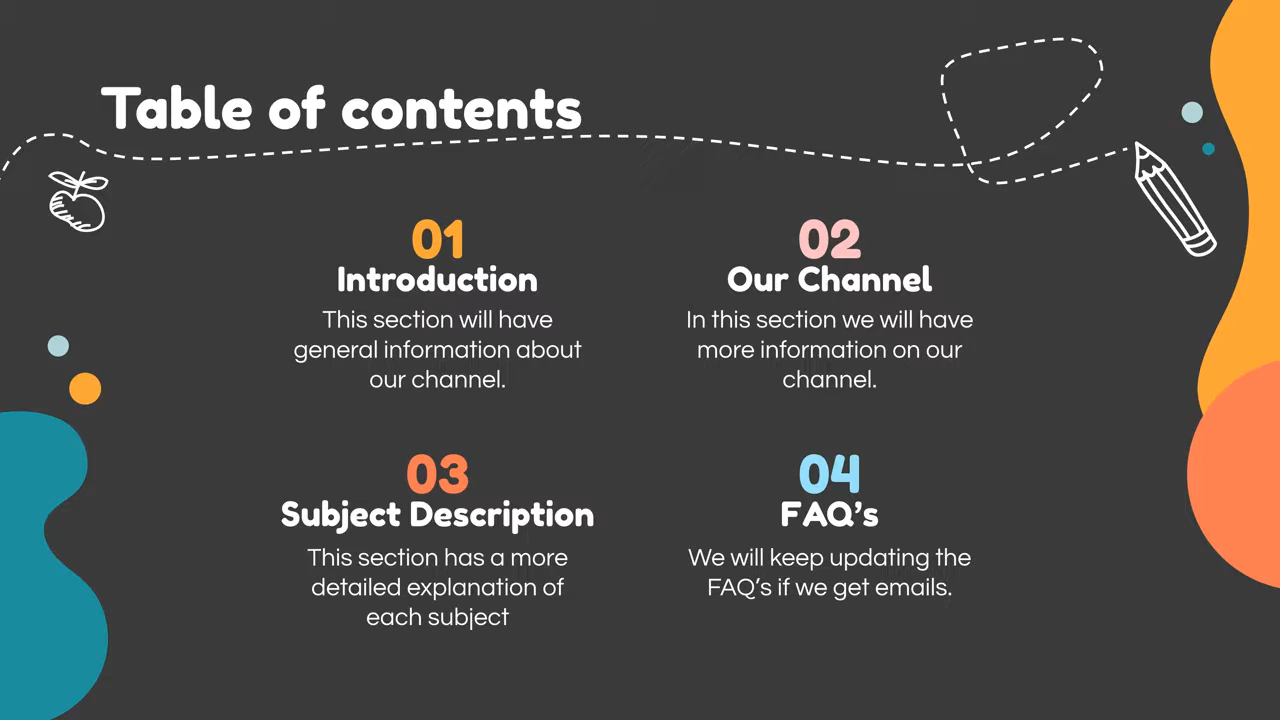 Table of contents
01
Introduction
This section will have
general information about
our channel.
02
Our Channel
In this section we will have
more information on our
channel.
03
Subject Description
This section has a more
detailed explanation of
each subject
04
FAQ’s
We will keep updating the
FAQ’s if we get emails.